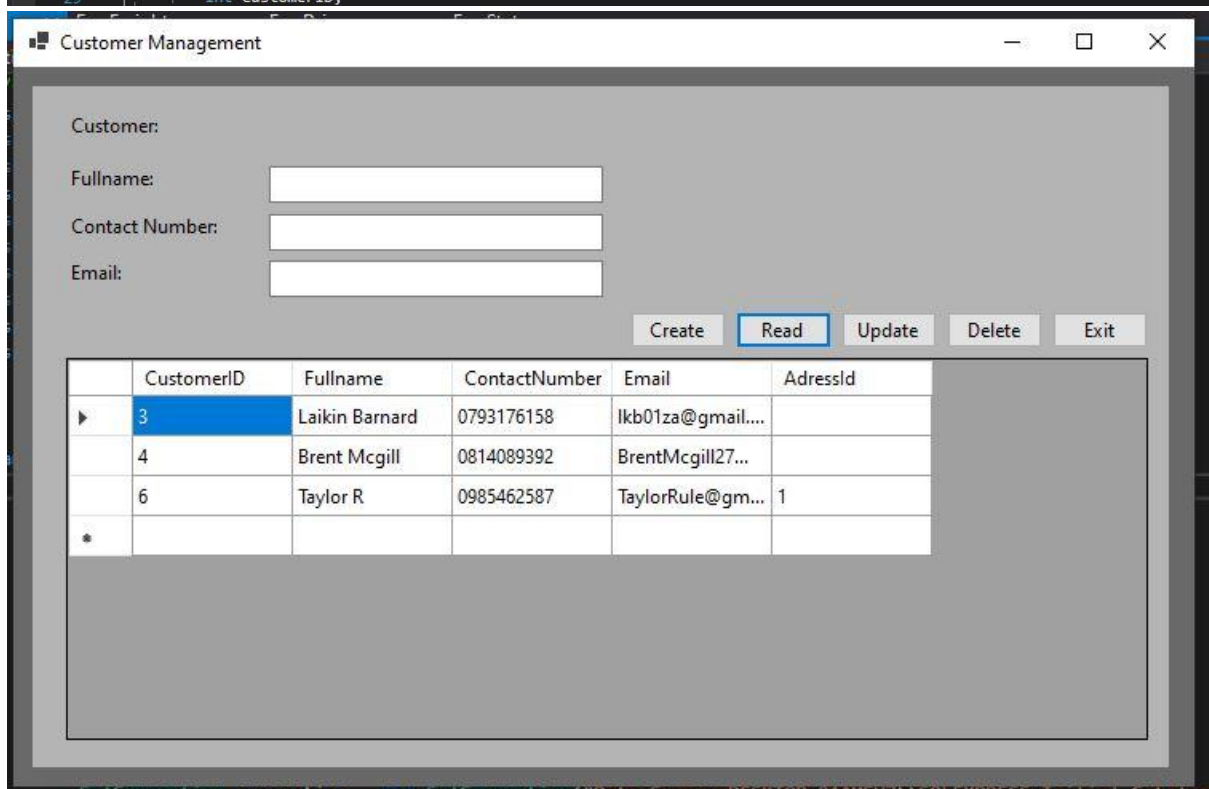 Customer Management
Customer:
Fullname:
Contact Number:
Email:
Create Read Update Delete Exit
CustomerID Fullname ContactNumber Email AdressId
3 Laikin Barnard 0793176158 lkb01za@gmail....
4 Brent Mcgill 0814089392 BrentMcgill27...
6 Taylor R 0985462587 TaylorRule@gm... 1